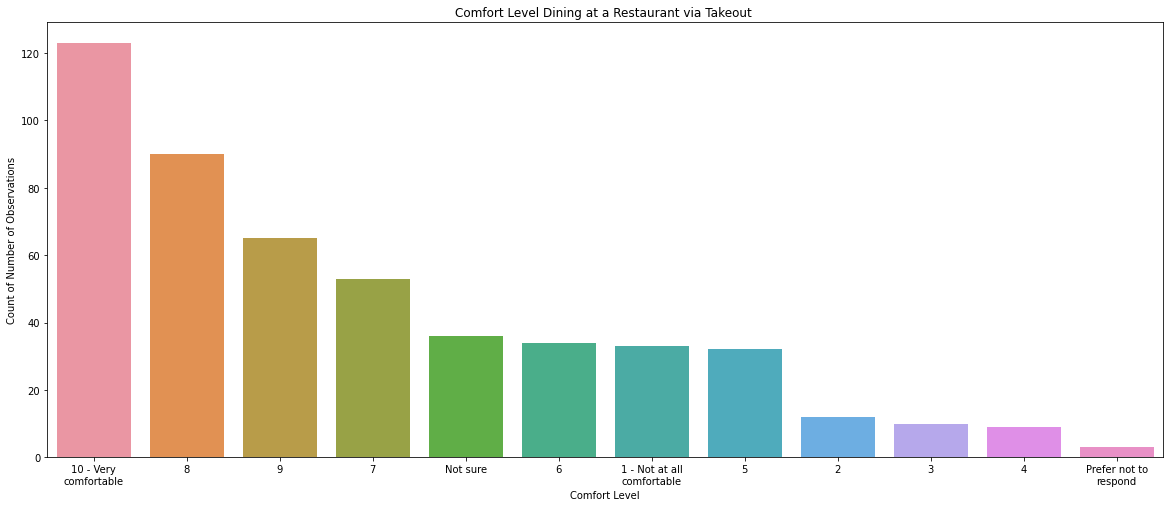 Comfort Level Dining at a Restaurant via Takeout
Count of Number of Observations
120
100
80
60
40
20
0
10 - Very
comfortable
8
9
7
Not sure
6
1 - Not at all
comfortable
5
2
3
4
Prefer not to
respond
Comfort Level